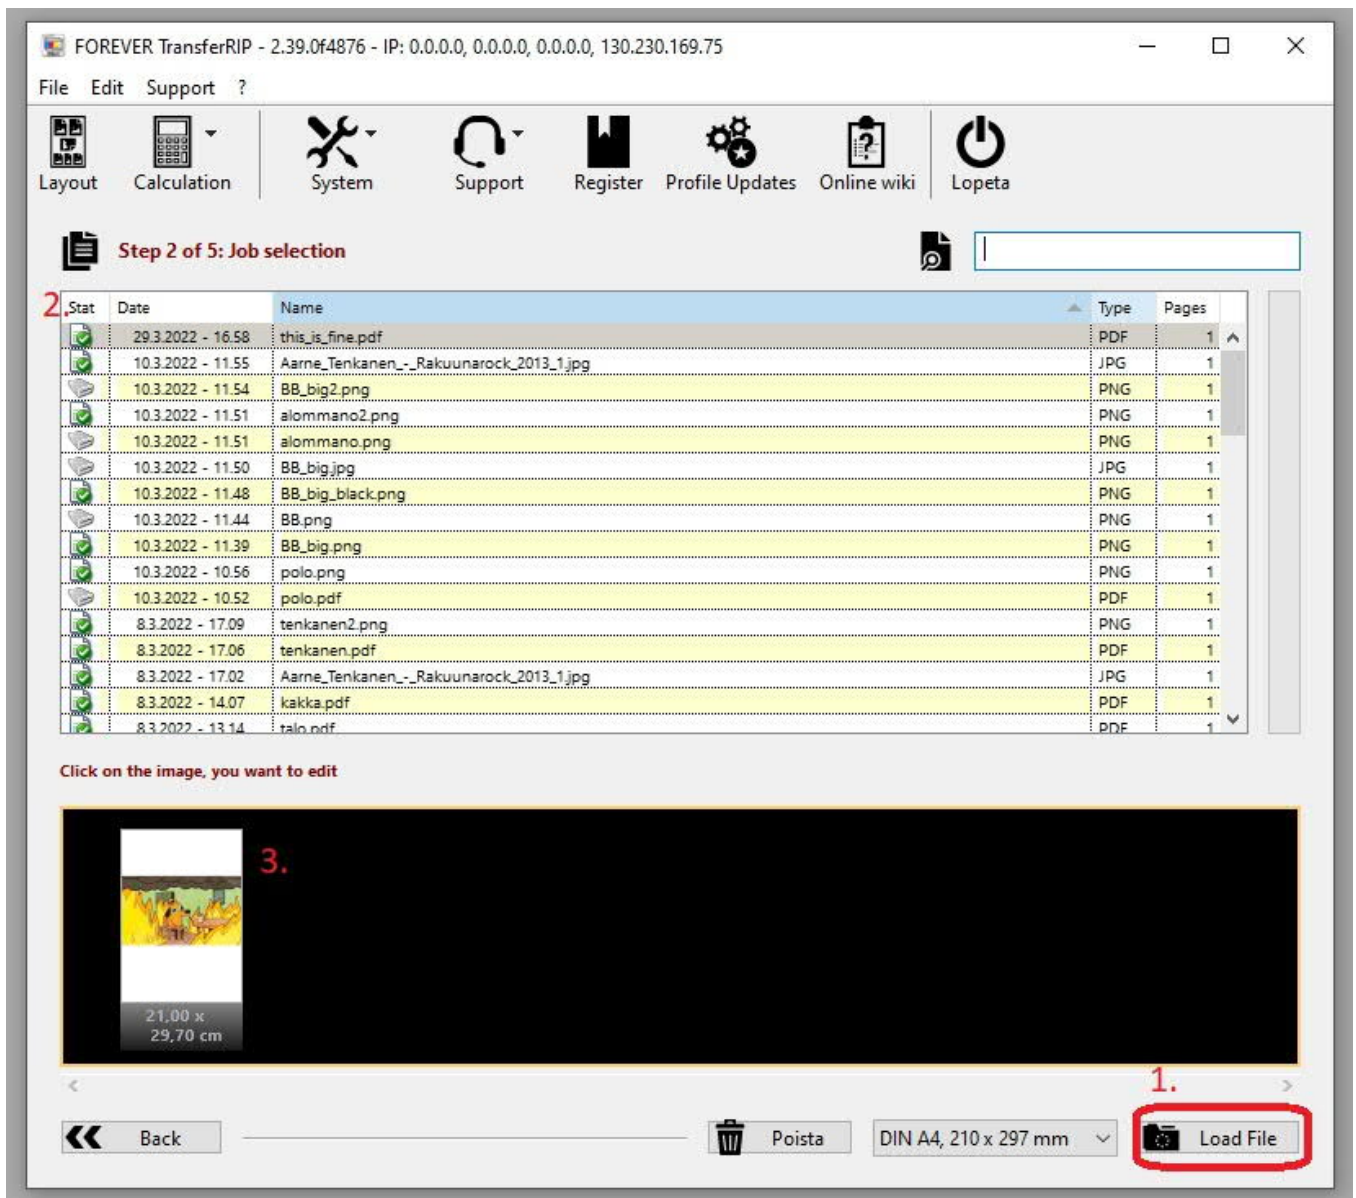 FOREVER TransferRIP - 2.39.0f4876 - IP: 0.0.0.0, 0.0.0.0, 0.0.0.0, 130.230.169.75
File Edit Support ?
Layout Calculation System Support Register Profile Updates Online wiki Lopeta
Step 2 of 5: Job selection
2. Stat Date Name Type Pages
29.3.2022 - 16.58 this_is_fine.pdf PDF 1
10.3.2022 - 11.55 Aarne_Tenkanen_-_Rakuunarock_2013_1.jpg JPG 1
10.3.2022 - 11.54 BB_big2.png PNG 1
10.3.2022 - 11.51 alommano2.png PNG 1
10.3.2022 - 11.51 alommano.png PNG 1
10.3.2022 - 11.50 BB_big.jpg JPG 1
10.3.2022 - 11.48 BB_big_black.png PNG 1
10.3.2022 - 11.44 BB.png PNG 1
10.3.2022 - 11.39 BB_big.png PNG 1
10.3.2022 - 10.56 polo.png PNG 1
10.3.2022 - 10.52 polo.pdf PDF 1
8.3.2022 - 17.09 tenkanen2.png PNG 1
8.3.2022 - 17.06 tenkanen.pdf PDF 1
8.3.2022 - 17.02 Aarne_Tenkanen_-_Rakuunarock_2013_1.jpg JPG 1
8.3.2022 - 14.07 kakka.pdf PDF 1
8.3.2022 - 13.14 talo.pdf PDF 1
Click on the image, you want to edit
3.
21,00 x
29,70 cm
1.
Back Poista DIN A4, 210 x 297 mm Load File